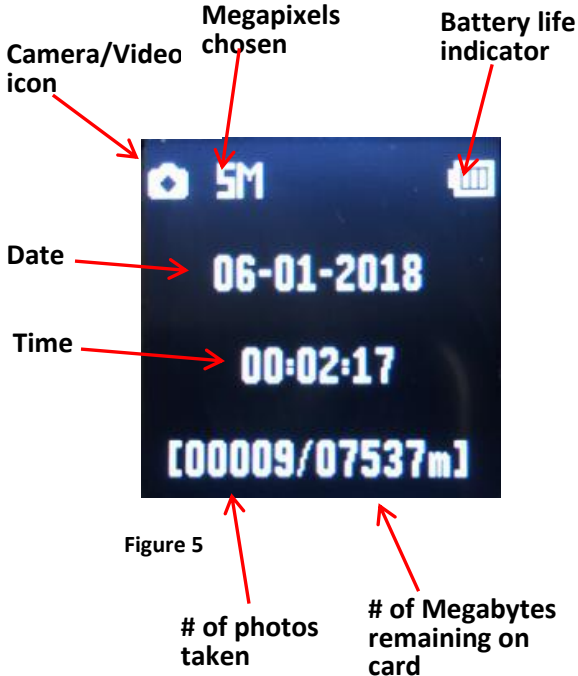 Megapixels
chosen
Battery life
indicator
Camera/Video
icon
5M
Date
06-01-2018
Time
00:02:17
[00009/07537m]
Figure 5
# of photos
taken
# of Megabytes
remaining on
card